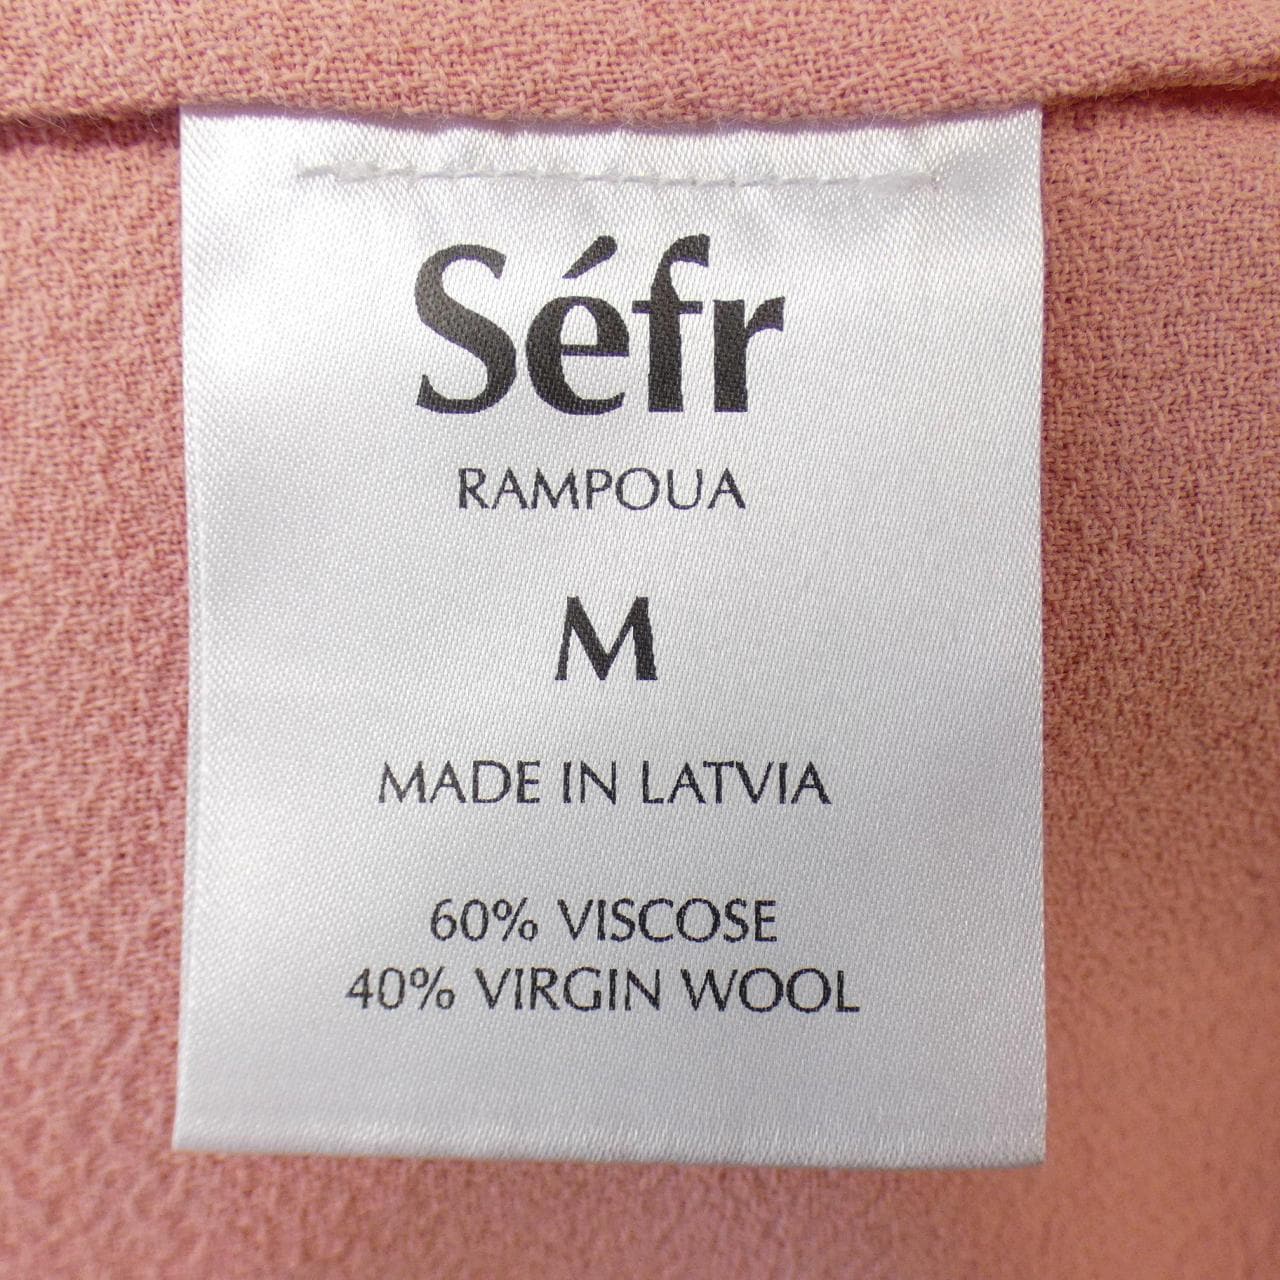 Séfr
RAMPOUA
M
MADE IN LATVIA
60% VISCOSE
40% VIRGIN WOOL